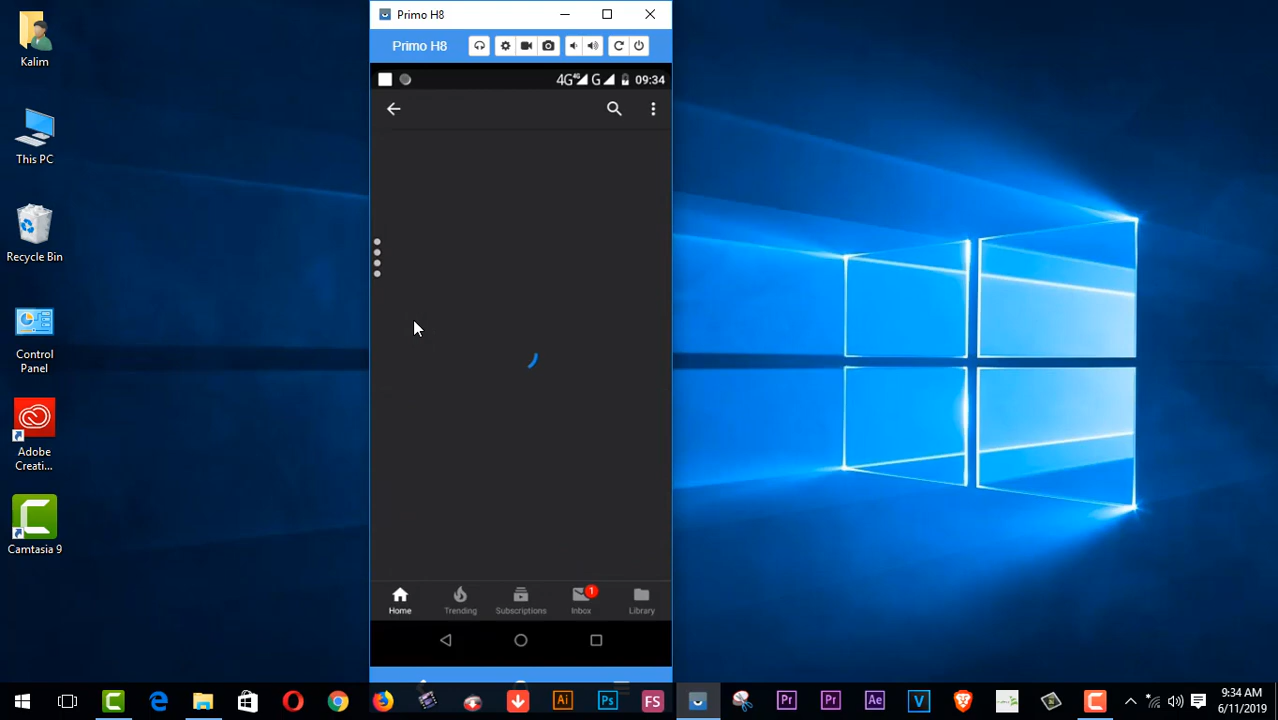 Primo H8
Primo H8
4G 4G G 09:34
Kalim
This PC
Recycle Bin
Control
Panel
Adobe
Creati...
Camtasia 9
1
Home
Trending
Subscriptions
Inbox
Library
Ai
Ps
FS
Pr
Pr
Ae
V
9:34 AM
6/11/2019